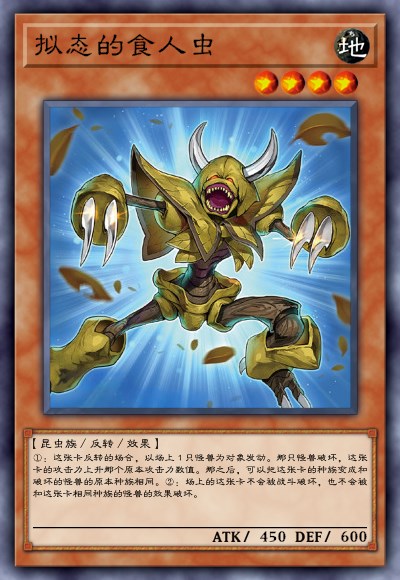 拟态的食人虫
地
【昆虫族／反转／效果】
①：这张卡反转的场合，以场上１只怪兽为对象发动。那只怪兽破坏，这张
卡的攻击力上升那个原本攻击力数值。那之后，可以把这张卡的种族变成和
破坏的怪兽的原本种族相同。②：场上的这张卡不会被战斗破坏，也不会被
和这张卡相同种族的怪兽的效果破坏。
ATK/ 450 DEF/ 600